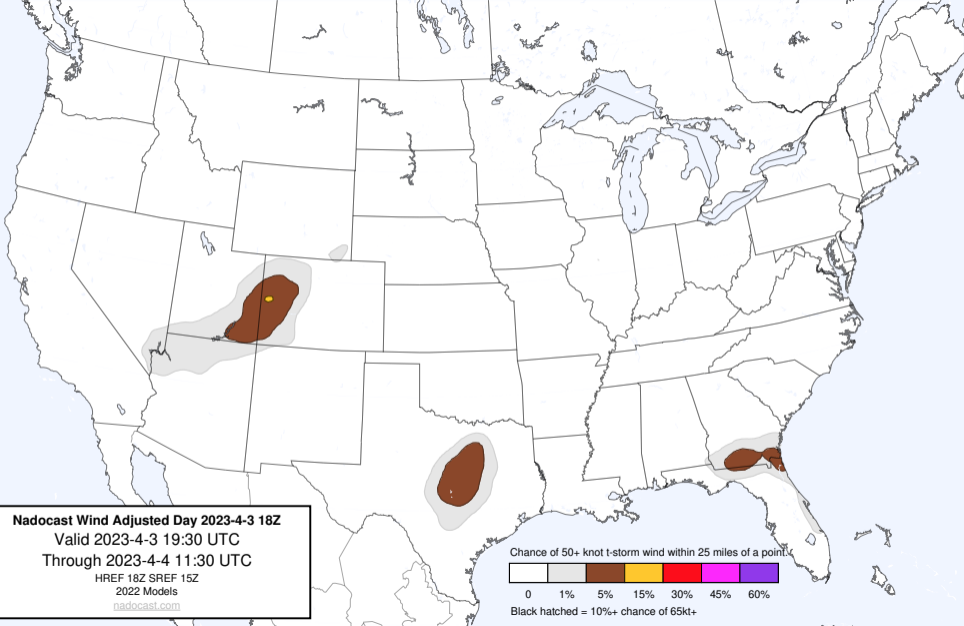 Nadocast Wind Adjusted Day 2023-4-3 18Z
Valid 2023-4-3 19:30 UTC
Through 2023-4-4 11:30 UTC
HREF 18Z SREF 15Z
2022 Models
nadocast.com
Chance of 50+ knot t-storm wind within 25 miles of a point.
0 1% 5% 15% 30% 45% 60%
Black hatched = 10%+ chance of 65kt+